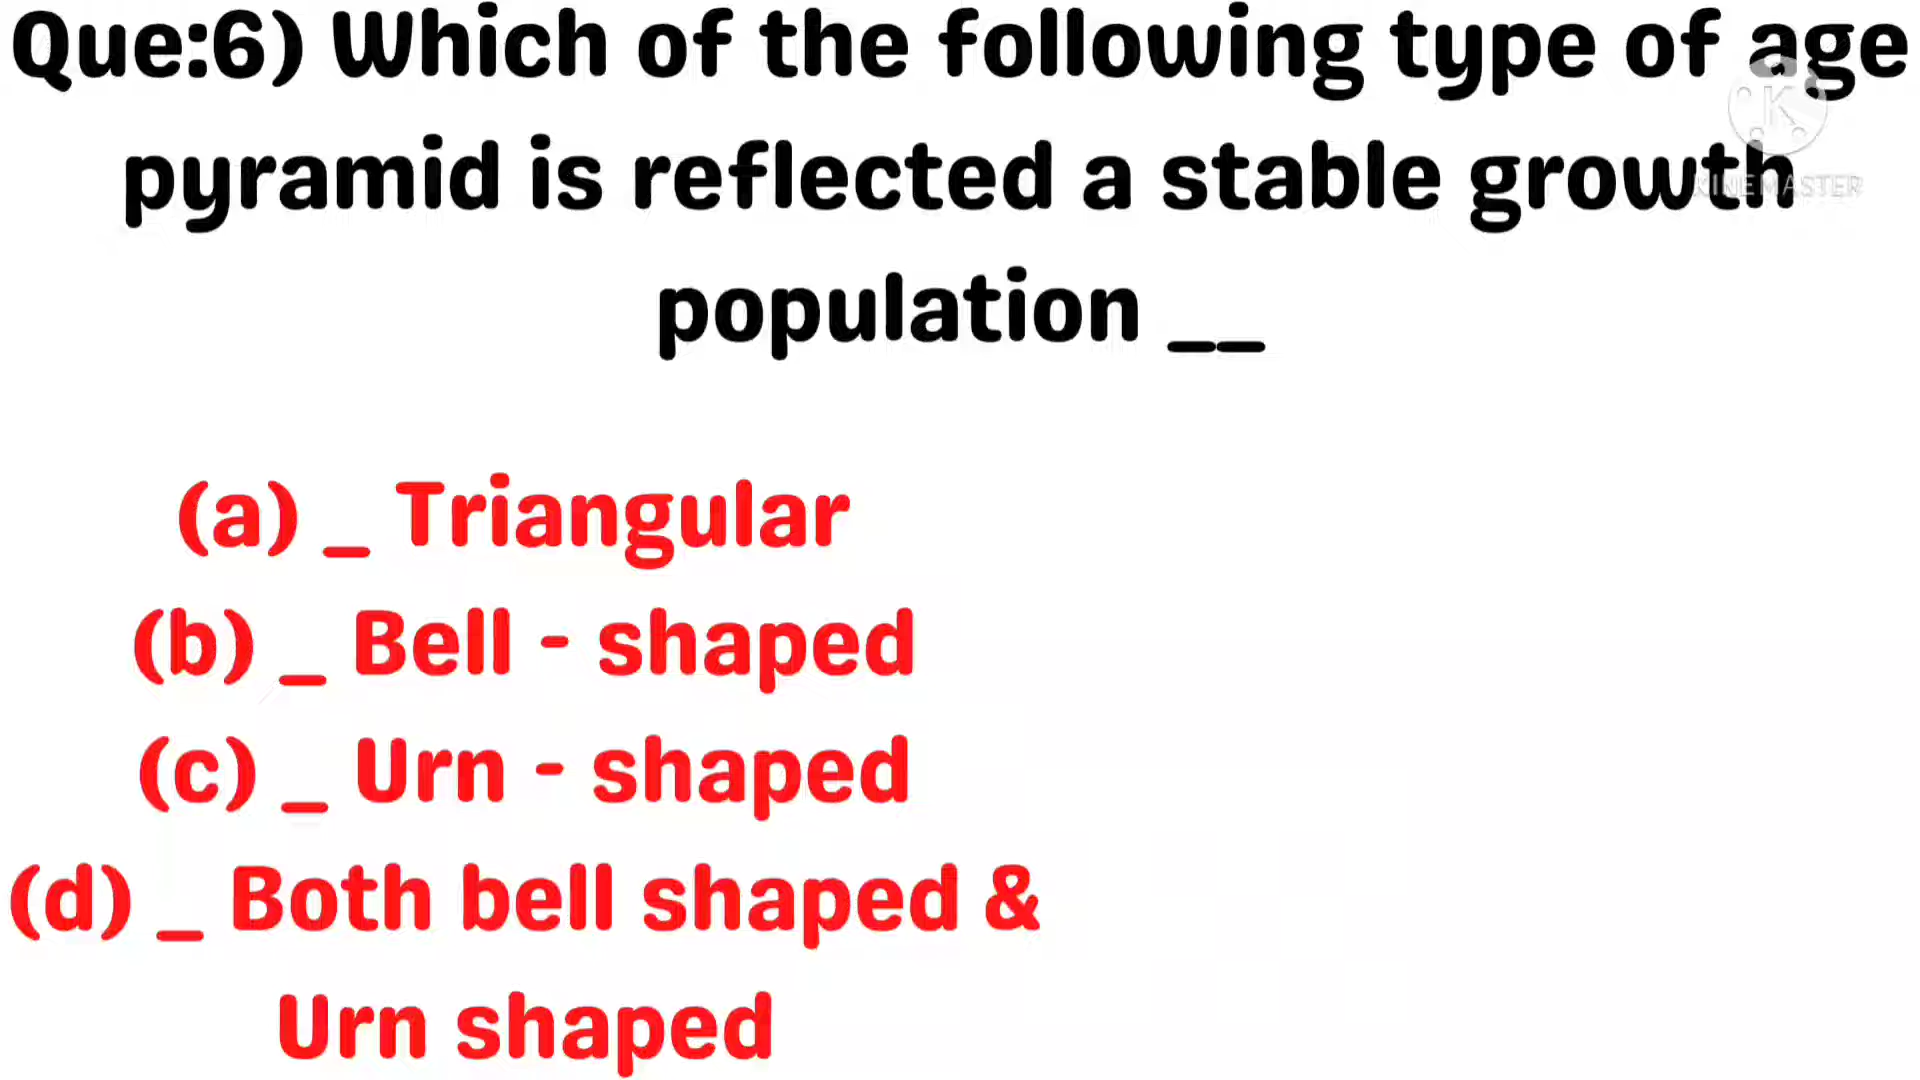 Que:6) Which of the following type of age
pyramid is reflected a stable growth
population __
(a) _ Triangular
(b) _ Bell - shaped
(c) _ Urn - shaped
(d) _ Both bell shaped &
Urn shaped
K
KINEMASTER